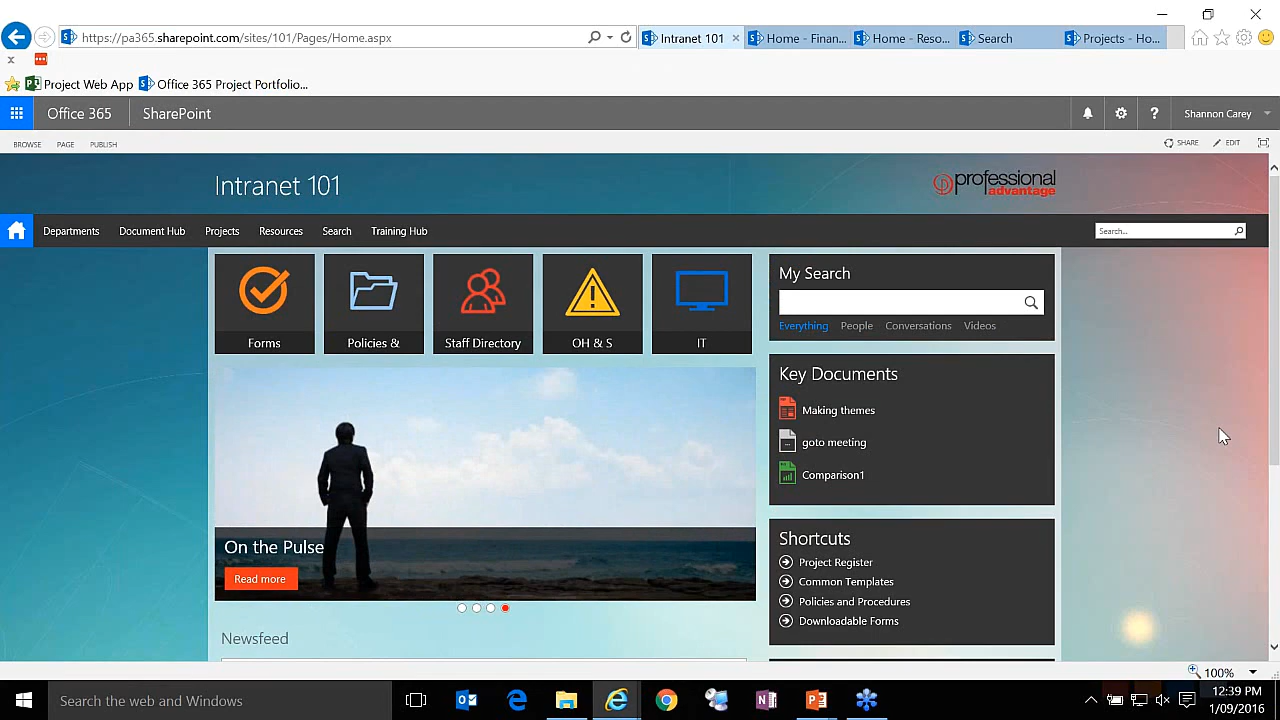 https://pa365.sharepoint.com/sites/101/Pages/Home.aspx
Intranet 101
Home - Finan...
Home - Reso...
Search
Projects - Ho...
x
Project Web App
Office 365 Project Portfolio...
Office 365
SharePoint
?
Shannon Carey
BROWSE
PAGE
PUBLISH
SHARE
EDIT
Intranet 101
professional
advantage
Departments
Document Hub
Projects
Resources
Search
Training Hub
Search...
Forms
Policies &
Staff Directory
OH & S
IT
My Search
Everything
People
Conversations
Videos
Key Documents
Making themes
goto meeting
Comparison1
On the Pulse
Read more
Shortcuts
Project Register
Common Templates
Policies and Procedures
Downloadable Forms
Newsfeed
100%
Search the web and Windows
12:39 PM
1/09/2016